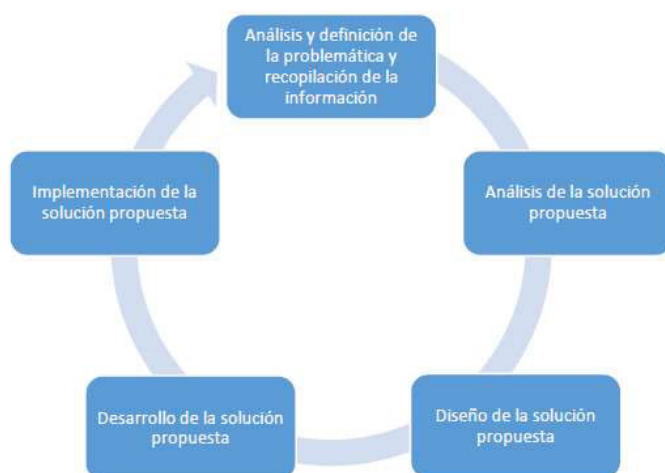 Análisis y definición de
la problemática y
recopilación de la
información
Análisis de la solución
propuesta
Diseño de la solución
propuesta
Desarrollo de la solución
propuesta
Implementación de la
solución propuesta